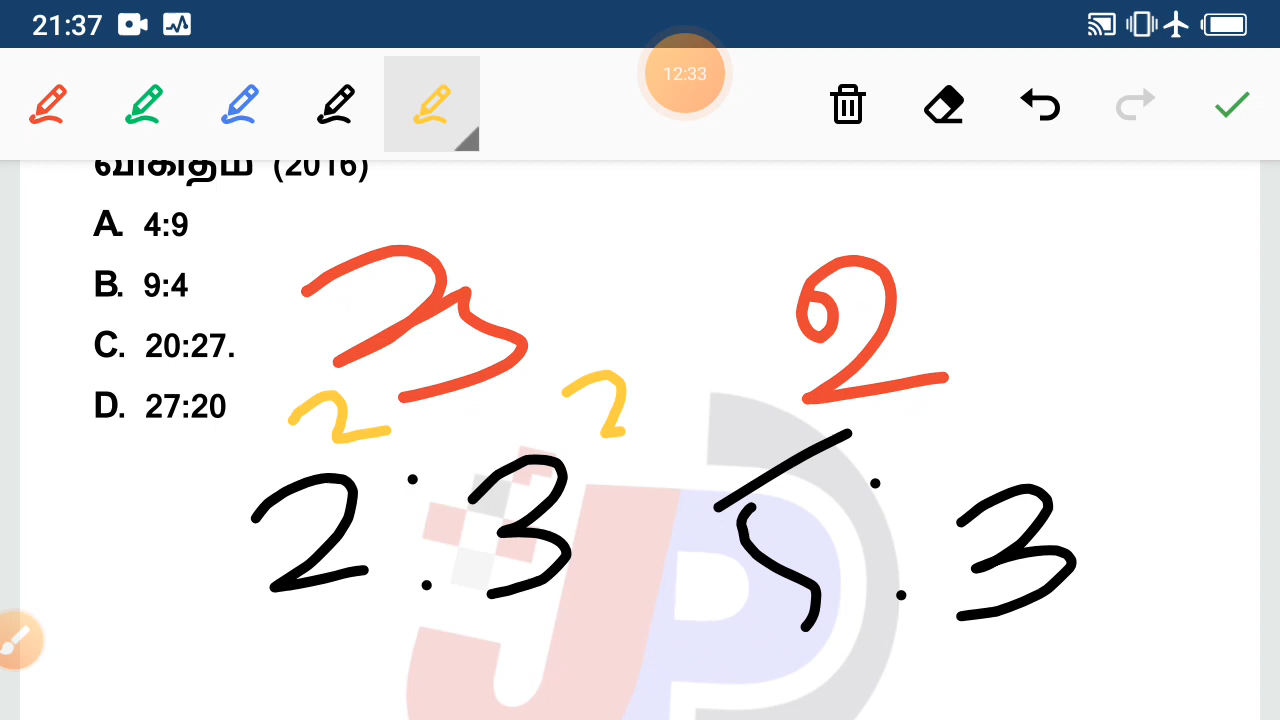 21:37
12:33
விகிதம் (2016)
A. 4:9
B. 9:4
C. 20:27.
D. 27:20
2
2 2
2 : 3 5 : 3
JP